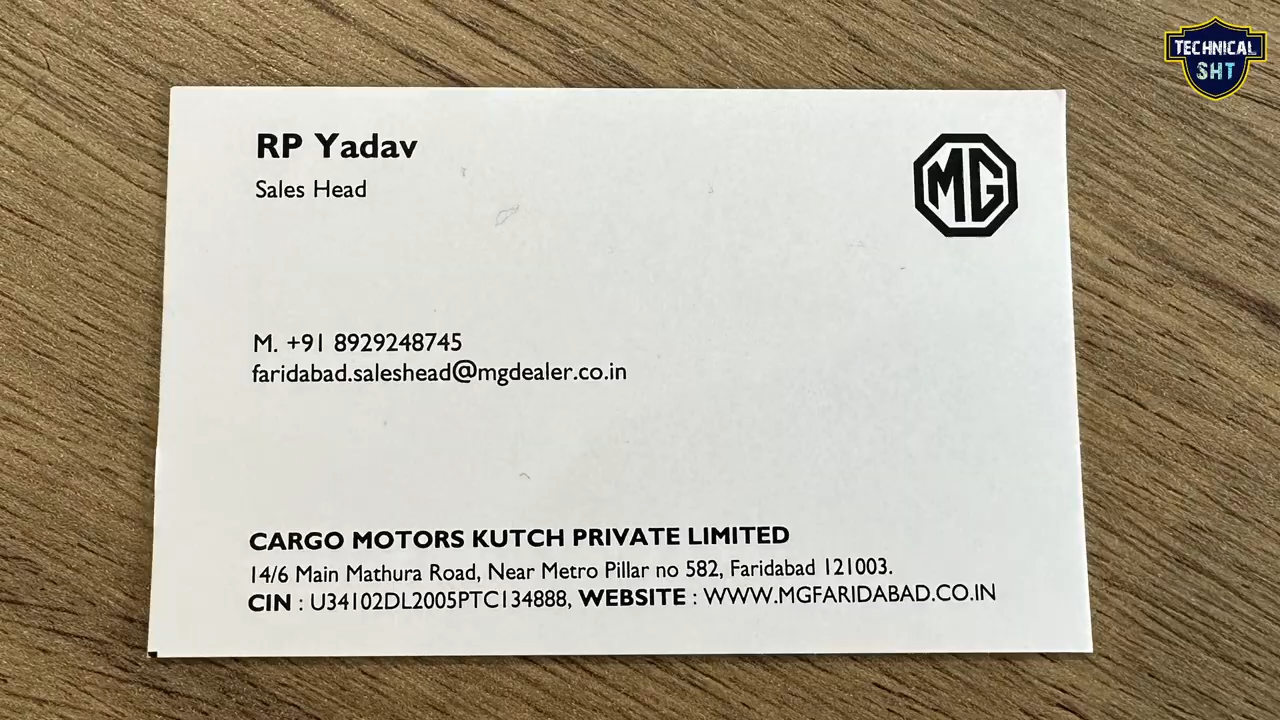 TECHNICAL
SHT
RP Yadav
Sales Head
MG
M. +91 8929248745
faridabad.saleshead@mgdealer.co.in
CARGO MOTORS KUTCH PRIVATE LIMITED
14/6 Main Mathura Road, Near Metro Pillar no 582, Faridabad 121003.
CIN : U34102DL2005PTC134888, WEBSITE : WWW.MGFARIDABAD.CO.IN